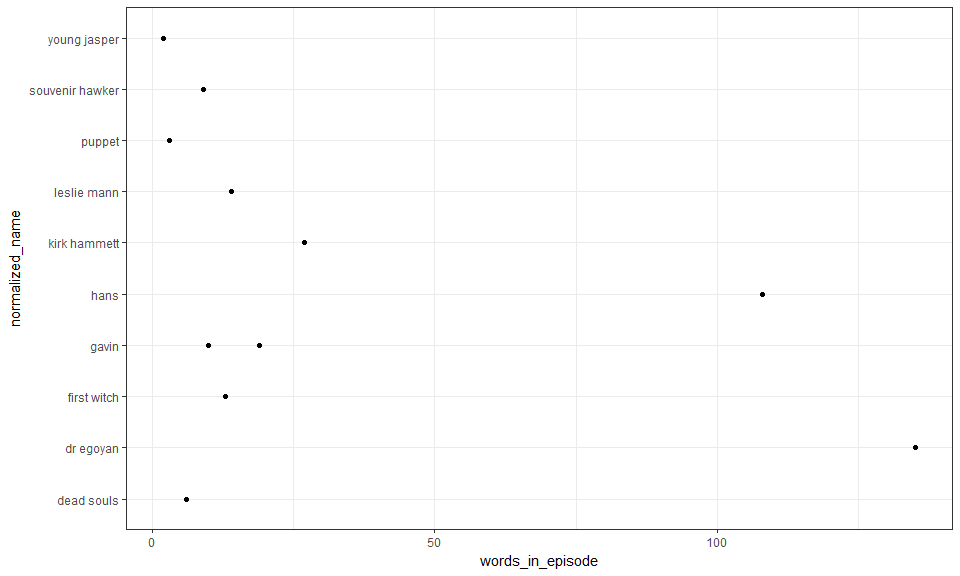 young jasper
souvenir hawker
puppet
leslie mann
kirk hammett
hans
gavin
first witch
dr egoyan
dead souls
normalized_name
0 50 100
words_in_episode